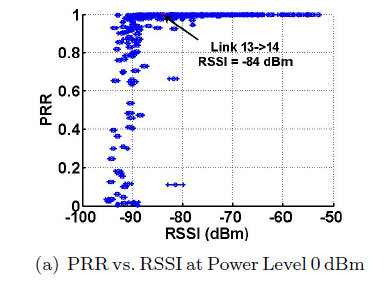 1
0.8
0.6
0.4
0.2
0
PRR
Link 13->14
RSSI = -84 dBm
-100 -90 -80 -70 -60 -50
RSSI (dBm)
(a) PRR vs. RSSI at Power Level 0 dBm